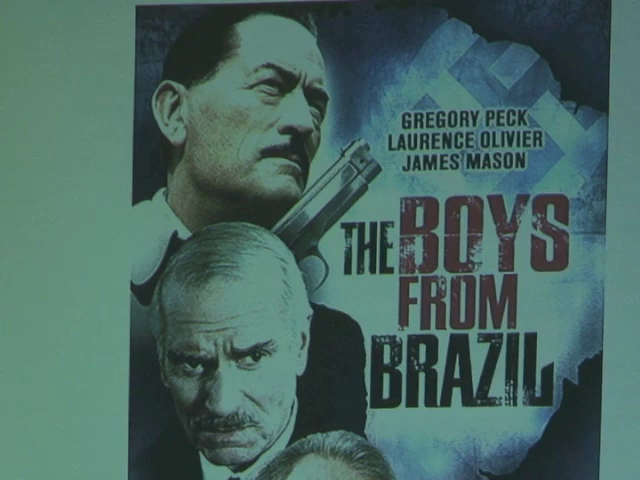 GREGORY PECK
LAURENCE OLIVIER
JAMES MASON
THE BOYS
FROM
BRAZIL